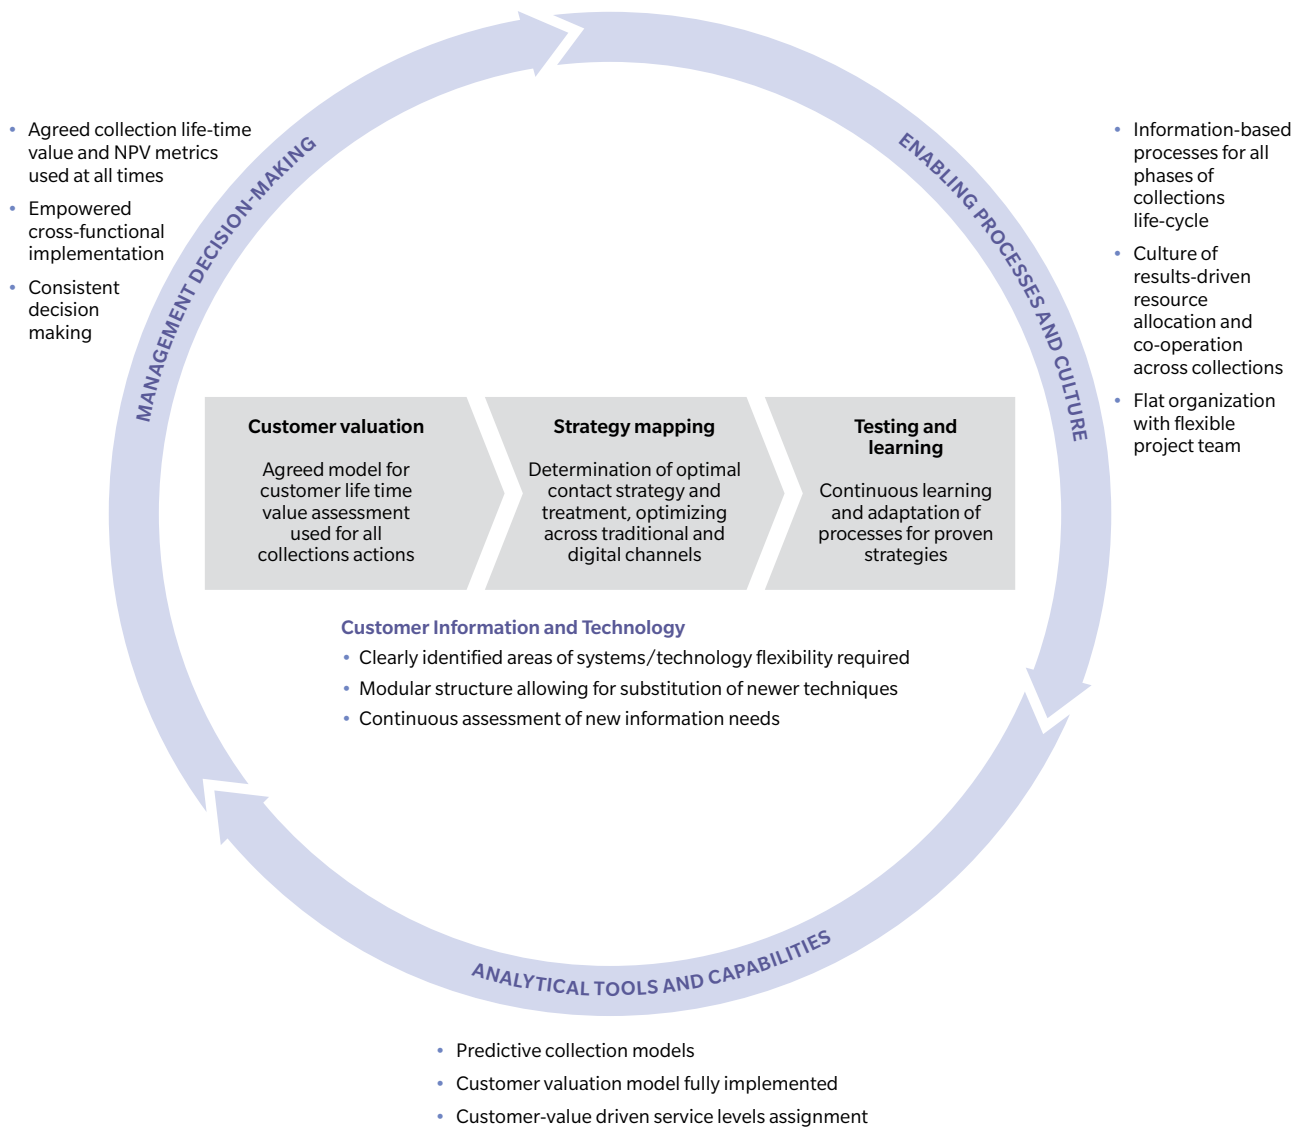 MANAGEMENT DECISION-MAKING
• Agreed collection life-time
value and NPV metrics
used at all times
• Empowered
cross-functional
implementation
• Consistent
decision
making
ENABLING PROCESSES AND CULTURE
• Information-based
processes for all
phases of
collections
life-cycle
• Culture of
results-driven
resource
allocation and
co-operation
across collections
• Flat organization
with flexible
project team
Customer valuation
Agreed model for
customer life time
value assessment
used for all
collections actions
Strategy mapping
Determination of optimal
contact strategy and
treatment, optimizing
across traditional and
digital channels
Testing and
learning
Continuous learning
and adaptation of
processes for proven
strategies
Customer Information and Technology
• Clearly identified areas of systems/technology flexibility required
• Modular structure allowing for substitution of newer techniques
• Continuous assessment of new information needs
ANALYTICAL TOOLS AND CAPABILITIES
• Predictive collection models
• Customer valuation model fully implemented
• Customer-value driven service levels assignment